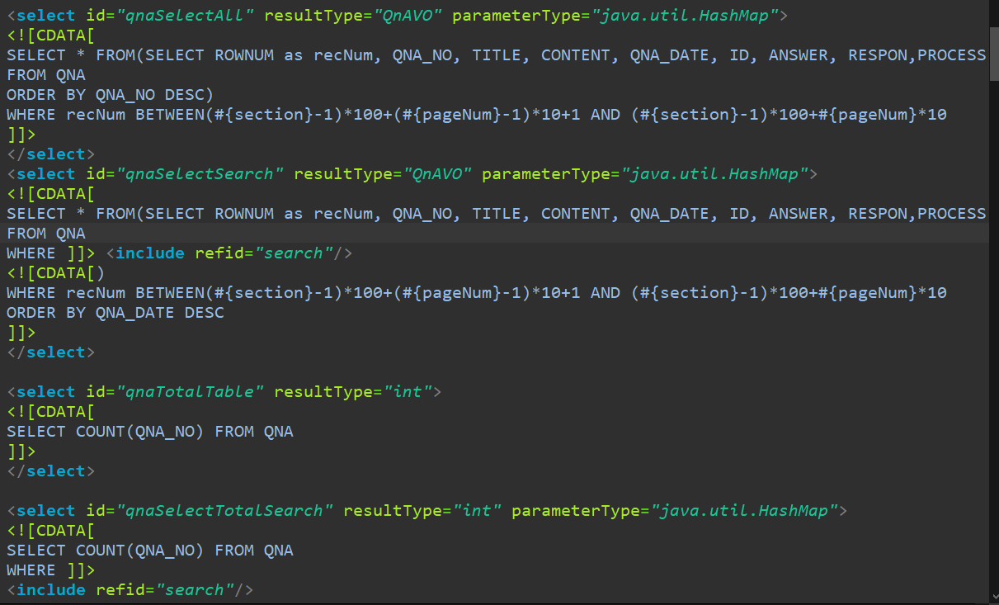 <select id="qnaSelectAll" resultType="QnAVO" parameterType="java.util.HashMap">
<![CDATA[
SELECT * FROM(SELECT ROWNUM as recNum, QNA_NO, TITLE, CONTENT, QNA_DATE, ID, ANSWER, RESPON,PROCESS
FROM QNA
ORDER BY QNA_NO DESC)
WHERE recNum BETWEEN(#{section}-1)*100+(#{pageNum}-1)*10+1 AND (#{section}-1)*100+#{pageNum}*10
]]>
</select>
<select id="qnaSelectSearch" resultType="QnAVO" parameterType="java.util.HashMap">
<![CDATA[
SELECT * FROM(SELECT ROWNUM as recNum, QNA_NO, TITLE, CONTENT, QNA_DATE, ID, ANSWER, RESPON,PROCESS
FROM QNA
WHERE ]]> <include refid="search"/>
<![CDATA[)
WHERE recNum BETWEEN(#{section}-1)*100+(#{pageNum}-1)*10+1 AND (#{section}-1)*100+#{pageNum}*10
ORDER BY QNA_DATE DESC
]]>
</select>
<select id="qnaTotalTable" resultType="int">
<![CDATA[
SELECT COUNT(QNA_NO) FROM QNA
]]>
</select>
<select id="qnaSelectTotalSearch" resultType="int" parameterType="java.util.HashMap">
<![CDATA[
SELECT COUNT(QNA_NO) FROM QNA
WHERE ]]>
<include refid="search"/>